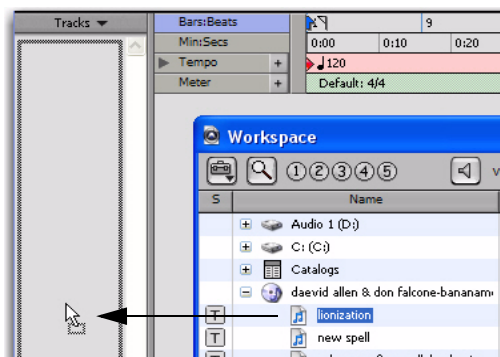 Tracks
Bars:Beats
9
Min:Secs
0:00 0:10 0:20
Tempo + 120
Meter + Default: 4/4
Workspace
1 2 3 4 5
S Name
Audio 1 (D:)
C: (C:)
Catalogs
daevid allen & don falcone-bananam
T lionization
T new spell